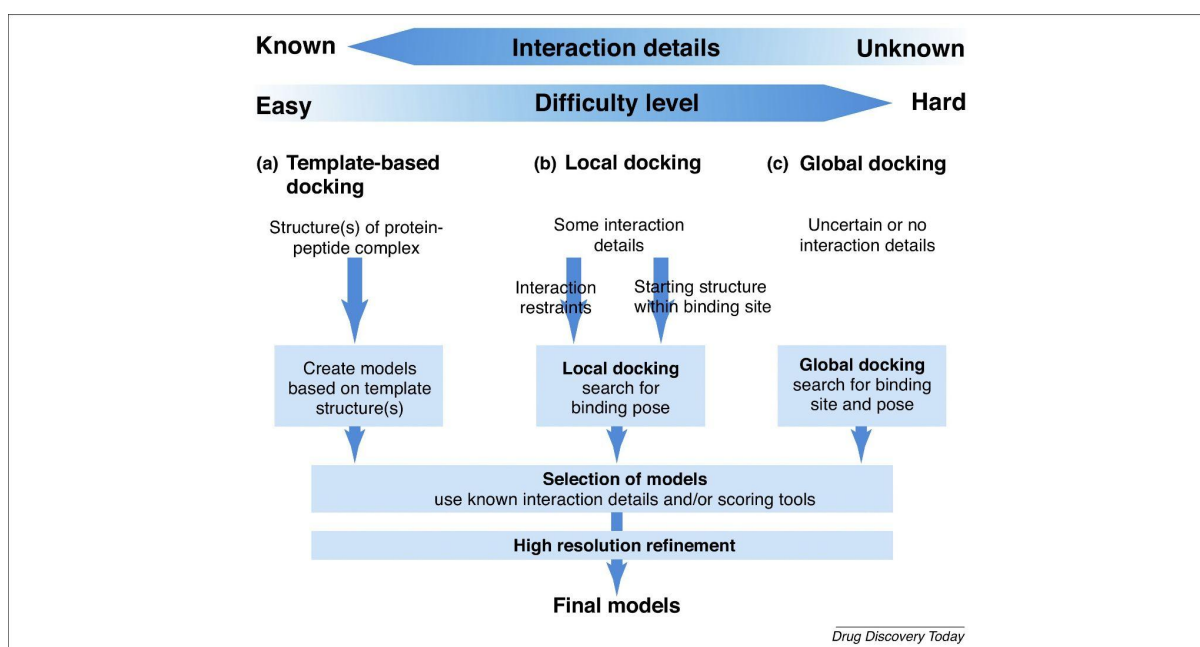 Known Interaction details Unknown
Easy Difficulty level Hard
(a) Template-based
docking
Structure(s) of protein-
peptide complex
Create models
based on template
structure(s)
(b) Local docking
Some interaction
details
Interaction
restraints
Starting structure
within binding site
Local docking
search for
binding pose
(c) Global docking
Uncertain or no
interaction details
Global docking
search for binding
site and pose
Selection of models
use known interaction details and/or scoring tools
High resolution refinement
Final models
Drug Discovery Today